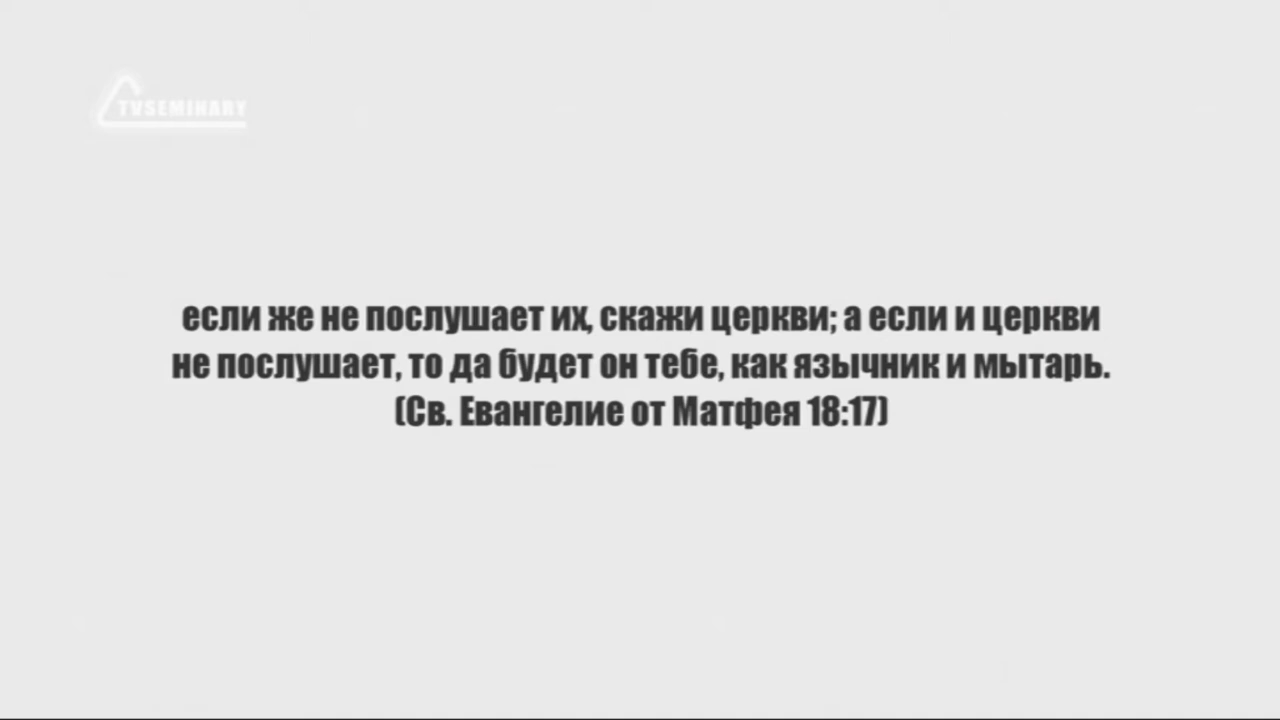 TVSEMINARY
если же не послушает их, скажи церкви; а если и церкви
не послушает, то да будет он тебе, как язычник и мытарь.
(Св. Евангелие от Матфея 18:17)